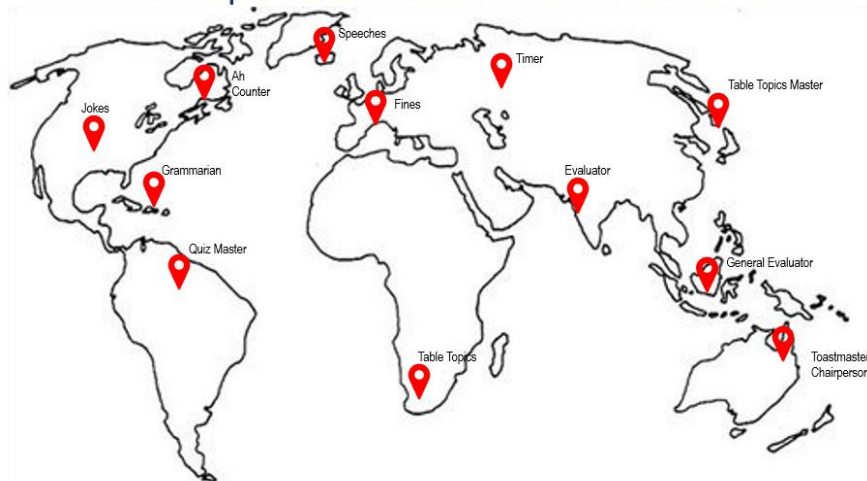 Speeches
Timer
Ah
Counter
Table Topics Master
Jokes
Fines
Grammarian
Evaluator
Quiz Master
General Evaluator
Table Topics
Toastmaster
Chairperson